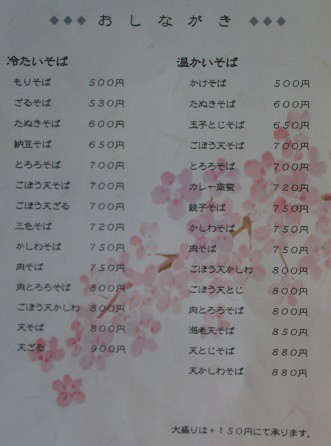 ◆◆◆ おしながき ◆◆◆
冷たいそば
もりそば 500円
ざるそば 530円
たぬきそば 600円
納豆そば 650円
とろろそば 700円
ごぼう天そば 700円
ごぼう天ざる 700円
三色そば 720円
かしわそば 750円
肉そば 750円
肉とろろそば 800円
ごぼう天かしわ 800円
天そば 800円
天ざる 900円
温かいそば
かけそば 500円
たぬきそば 600円
玉子とじそば 650円
ごぼう天そば 700円
とろろそば 700円
カレー南蛮 720円
親子そば 750円
かしわそば 750円
肉そば 750円
ごぼう天かしわ 800円
ごぼう天とじ 800円
肉とろろそば 800円
海老天そば 850円
天とじそば 880円
天かしわそば 880円
大盛りは+150円にて承ります。